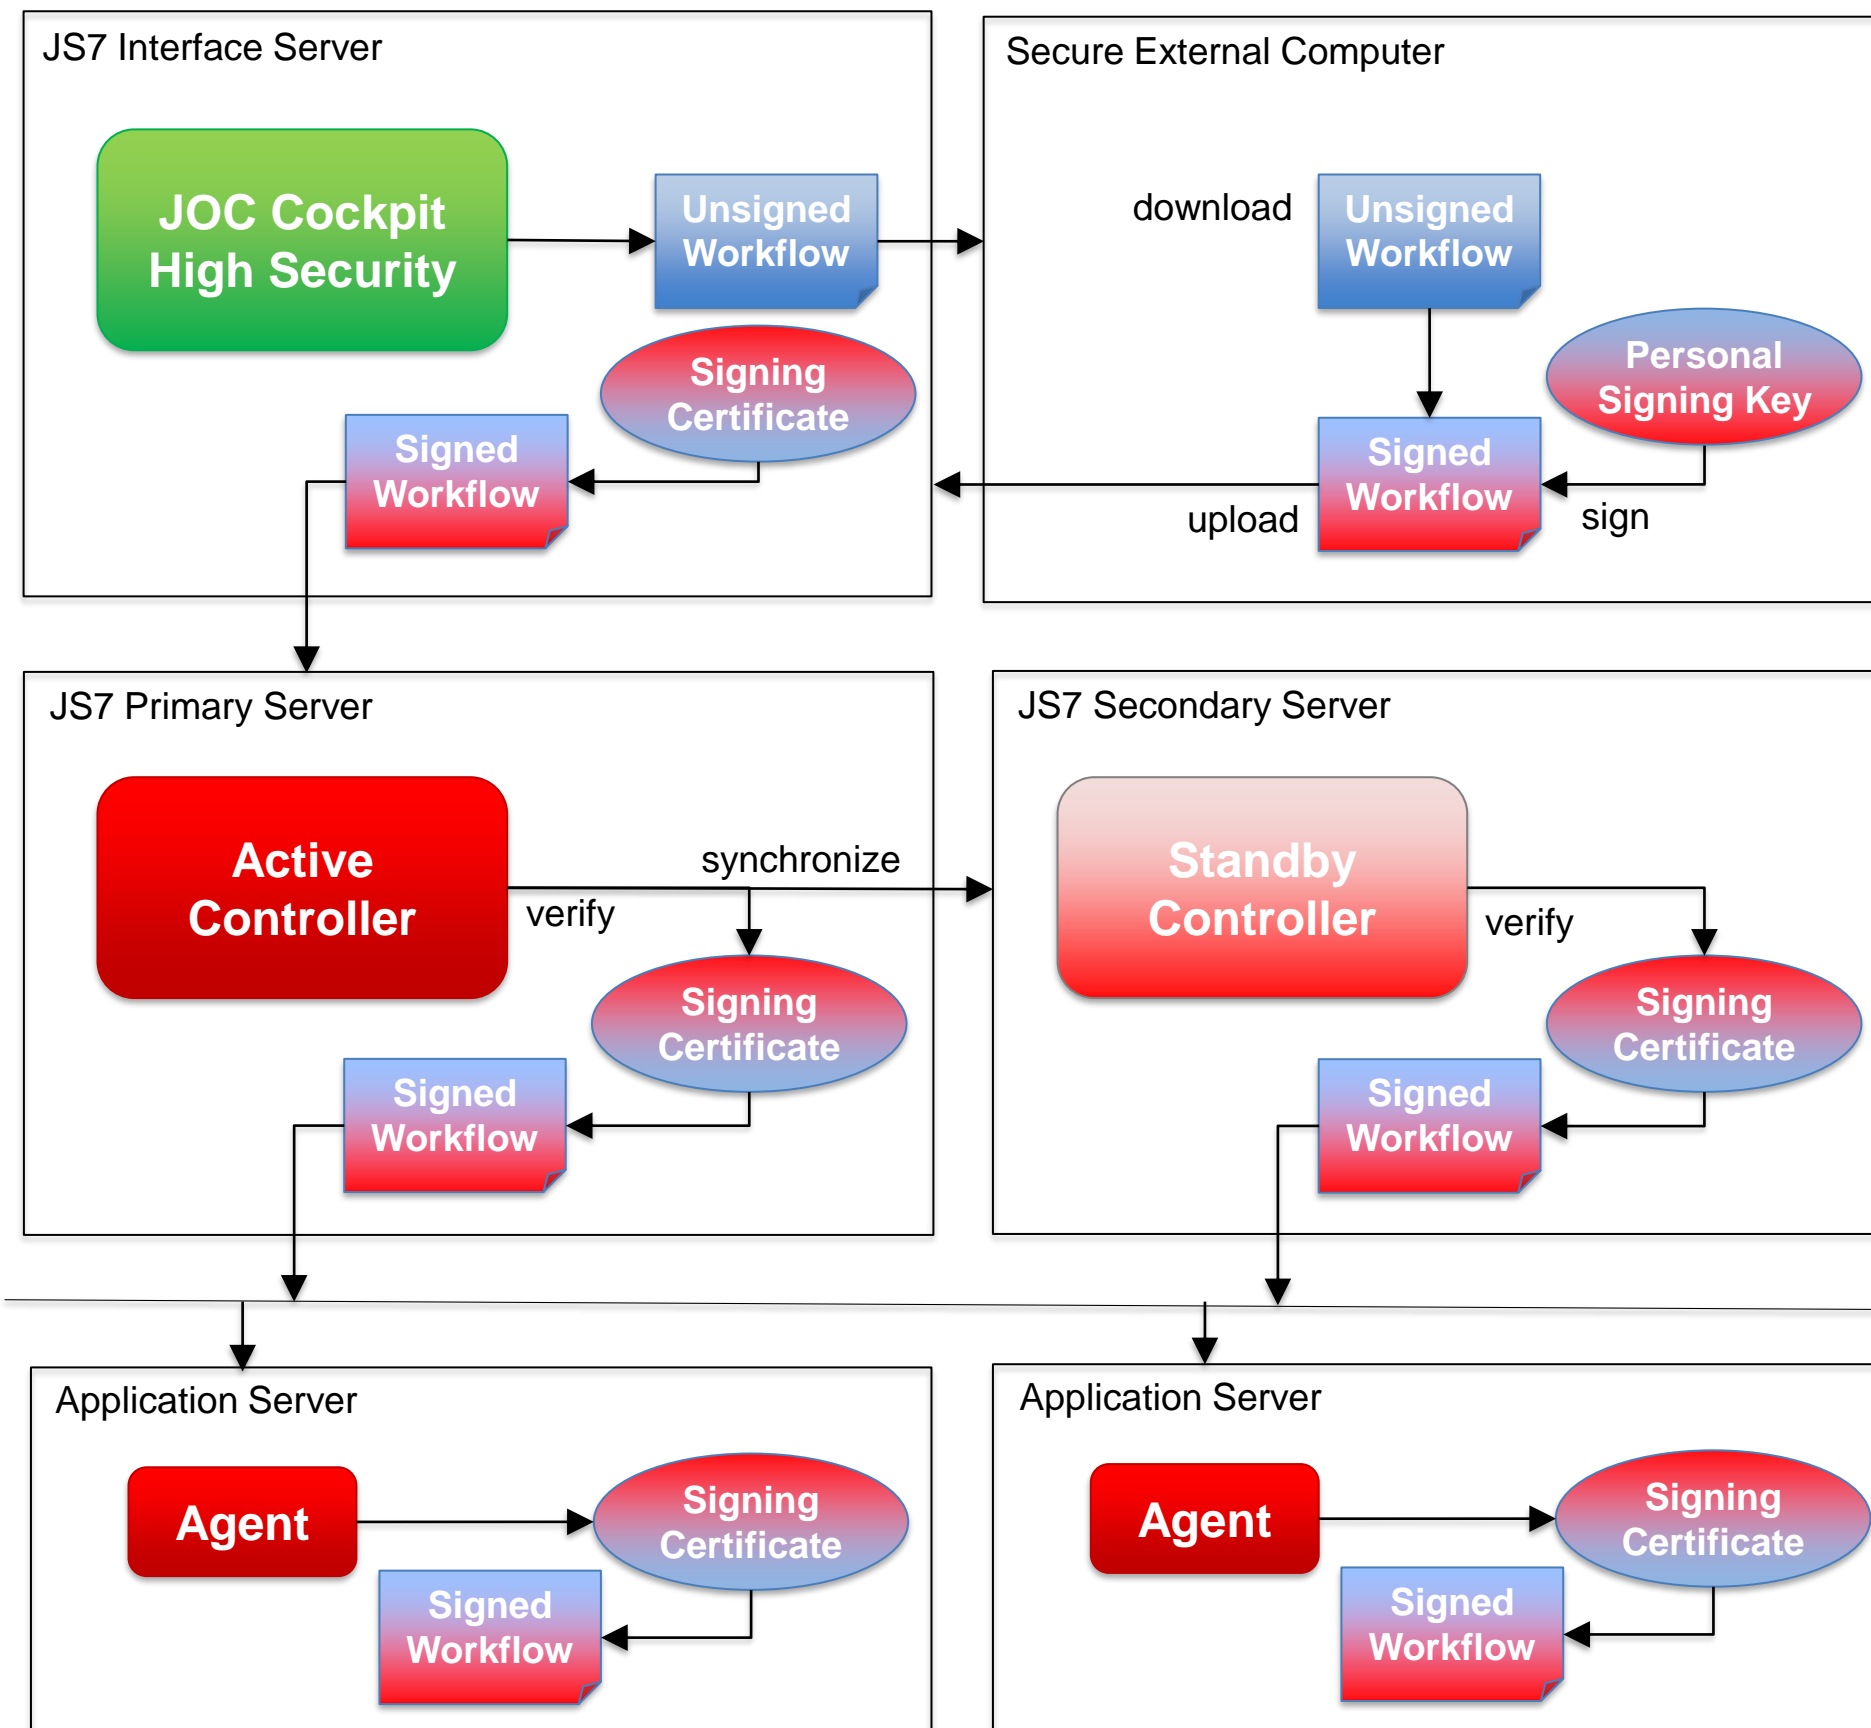 JS7 Interface Server
JOC Cockpit
High Security
Unsigned
Workflow
Signing
Certificate
Signed
Workflow
Secure External Computer
download
Unsigned
Workflow
Personal
Signing Key
Signed
Workflow
upload
sign
JS7 Primary Server
Active
Controller
synchronize
verify
Signing
Certificate
Signed
Workflow
JS7 Secondary Server
Standby
Controller
verify
Signing
Certificate
Signed
Workflow
Application Server
Agent
Signing
Certificate
Signed
Workflow
Application Server
Agent
Signing
Certificate
Signed
Workflow